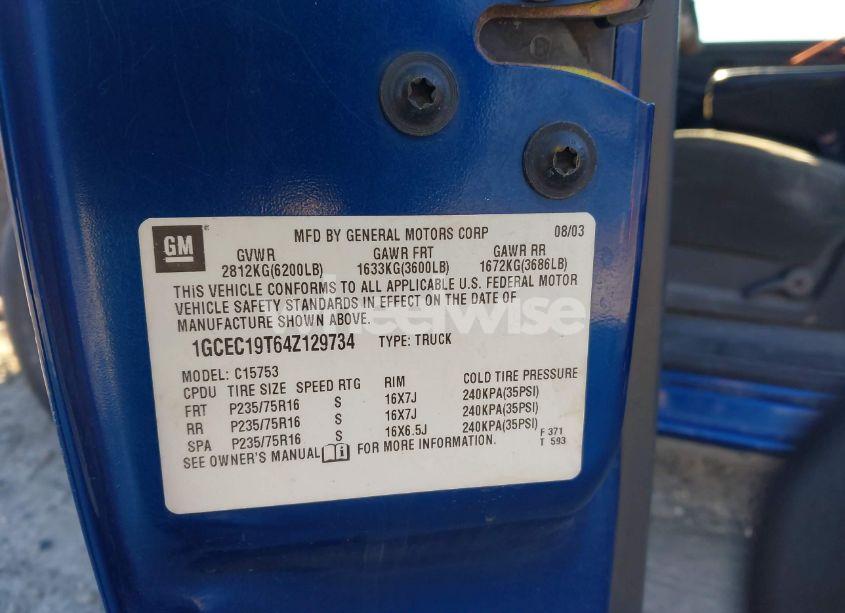 GM
MFD BY GENERAL MOTORS CORP 08/03
GVWR GAWR FRT GAWR RR
2812KG(6200LB) 1633KG(3600LB) 1672KG(3686LB)
THIS VEHICLE CONFORMS TO ALL APPLICABLE U.S. FEDERAL MOTOR
VEHICLE SAFETY STANDARDS IN EFFECT ON THE DATE OF
MANUFACTURE SHOWN ABOVE.
wheelwise
1GCEC19T64Z129734 TYPE: TRUCK
MODEL: C15753
CPDU TIRE SIZE SPEED RTG RIM COLD TIRE PRESSURE
FRT P235/75R16 S 16X7J 240KPA(35PSI)
RR P235/75R16 S 16X7J 240KPA(35PSI)
SPA P235/75R16 S 16X6.5J 240KPA(35PSI)
SEE OWNER'S MANUAL FOR MORE INFORMATION.
F 371
T 593